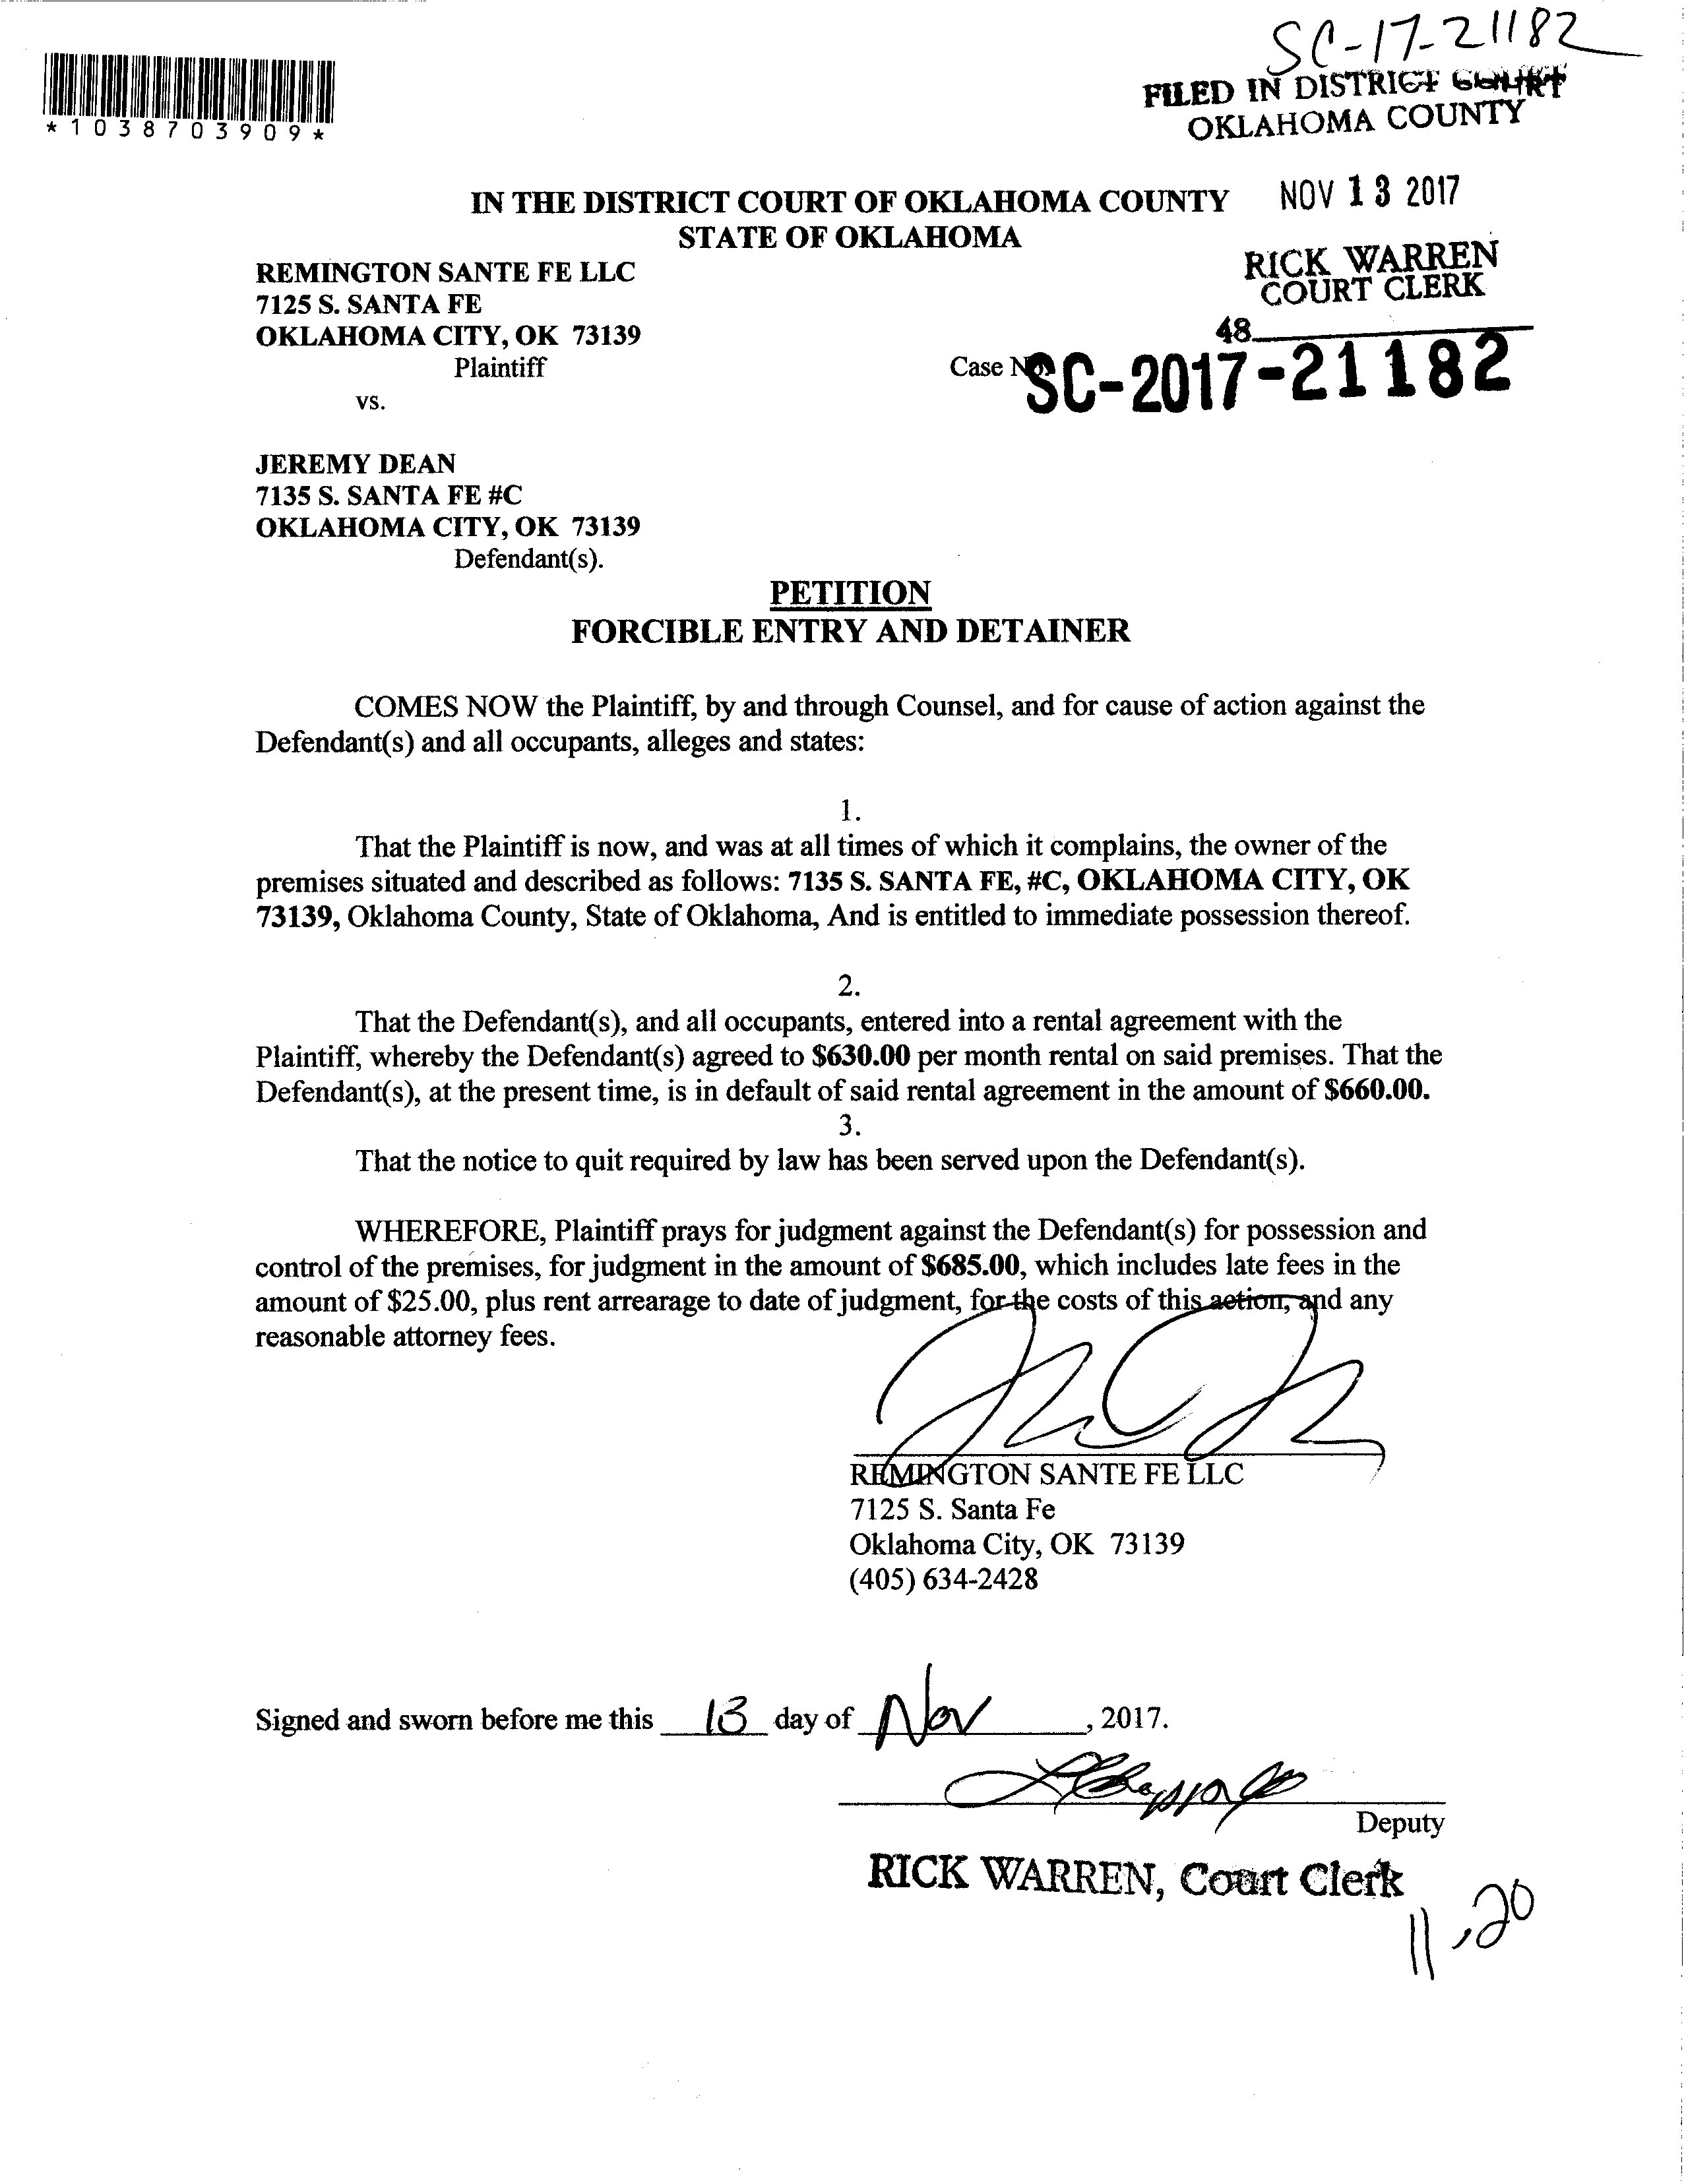 SC-17-21182
FILED IN DISTRICT COURT
OKLAHOMA COUNTY
*1038703909*
NOV 13 2017
IN THE DISTRICT COURT OF OKLAHOMA COUNTY
STATE OF OKLAHOMA
RICK WARREN
COURT CLERK
48
REMINGTON SANTE FE LLC
7125 S. SANTA FE
OKLAHOMA CITY, OK 73139
Plaintiff
Case No. SC-2017-21182
vs.
JEREMY DEAN
7135 S. SANTA FE #C
OKLAHOMA CITY, OK 73139
Defendant(s).
PETITION
FORCIBLE ENTRY AND DETAINER
COMES NOW the Plaintiff, by and through Counsel, and for cause of action against the
Defendant(s) and all occupants, alleges and states:
1.
That the Plaintiff is now, and was at all times of which it complains, the owner of the
premises situated and described as follows: 7135 S. SANTA FE, #C, OKLAHOMA CITY, OK
73139, Oklahoma County, State of Oklahoma, And is entitled to immediate possession thereof.
2.
That the Defendant(s), and all occupants, entered into a rental agreement with the
Plaintiff, whereby the Defendant(s) agreed to $630.00 per month rental on said premises. That the
Defendant(s), at the present time, is in default of said rental agreement in the amount of $660.00.
3.
That the notice to quit required by law has been served upon the Defendant(s).
WHEREFORE, Plaintiff prays for judgment against the Defendant(s) for possession and
control of the premises, for judgment in the amount of $685.00, which includes late fees in the
amount of $25.00, plus rent arrearage to date of judgment, for the costs of this action, and any
reasonable attorney fees.
REMINGTON SANTE FE LLC
7125 S. Santa Fe
Oklahoma City, OK 73139
(405) 634-2428
Signed and sworn before me this 13 day of Nov, 2017.
Deputy
RICK WARREN, Court Clerk
11,20